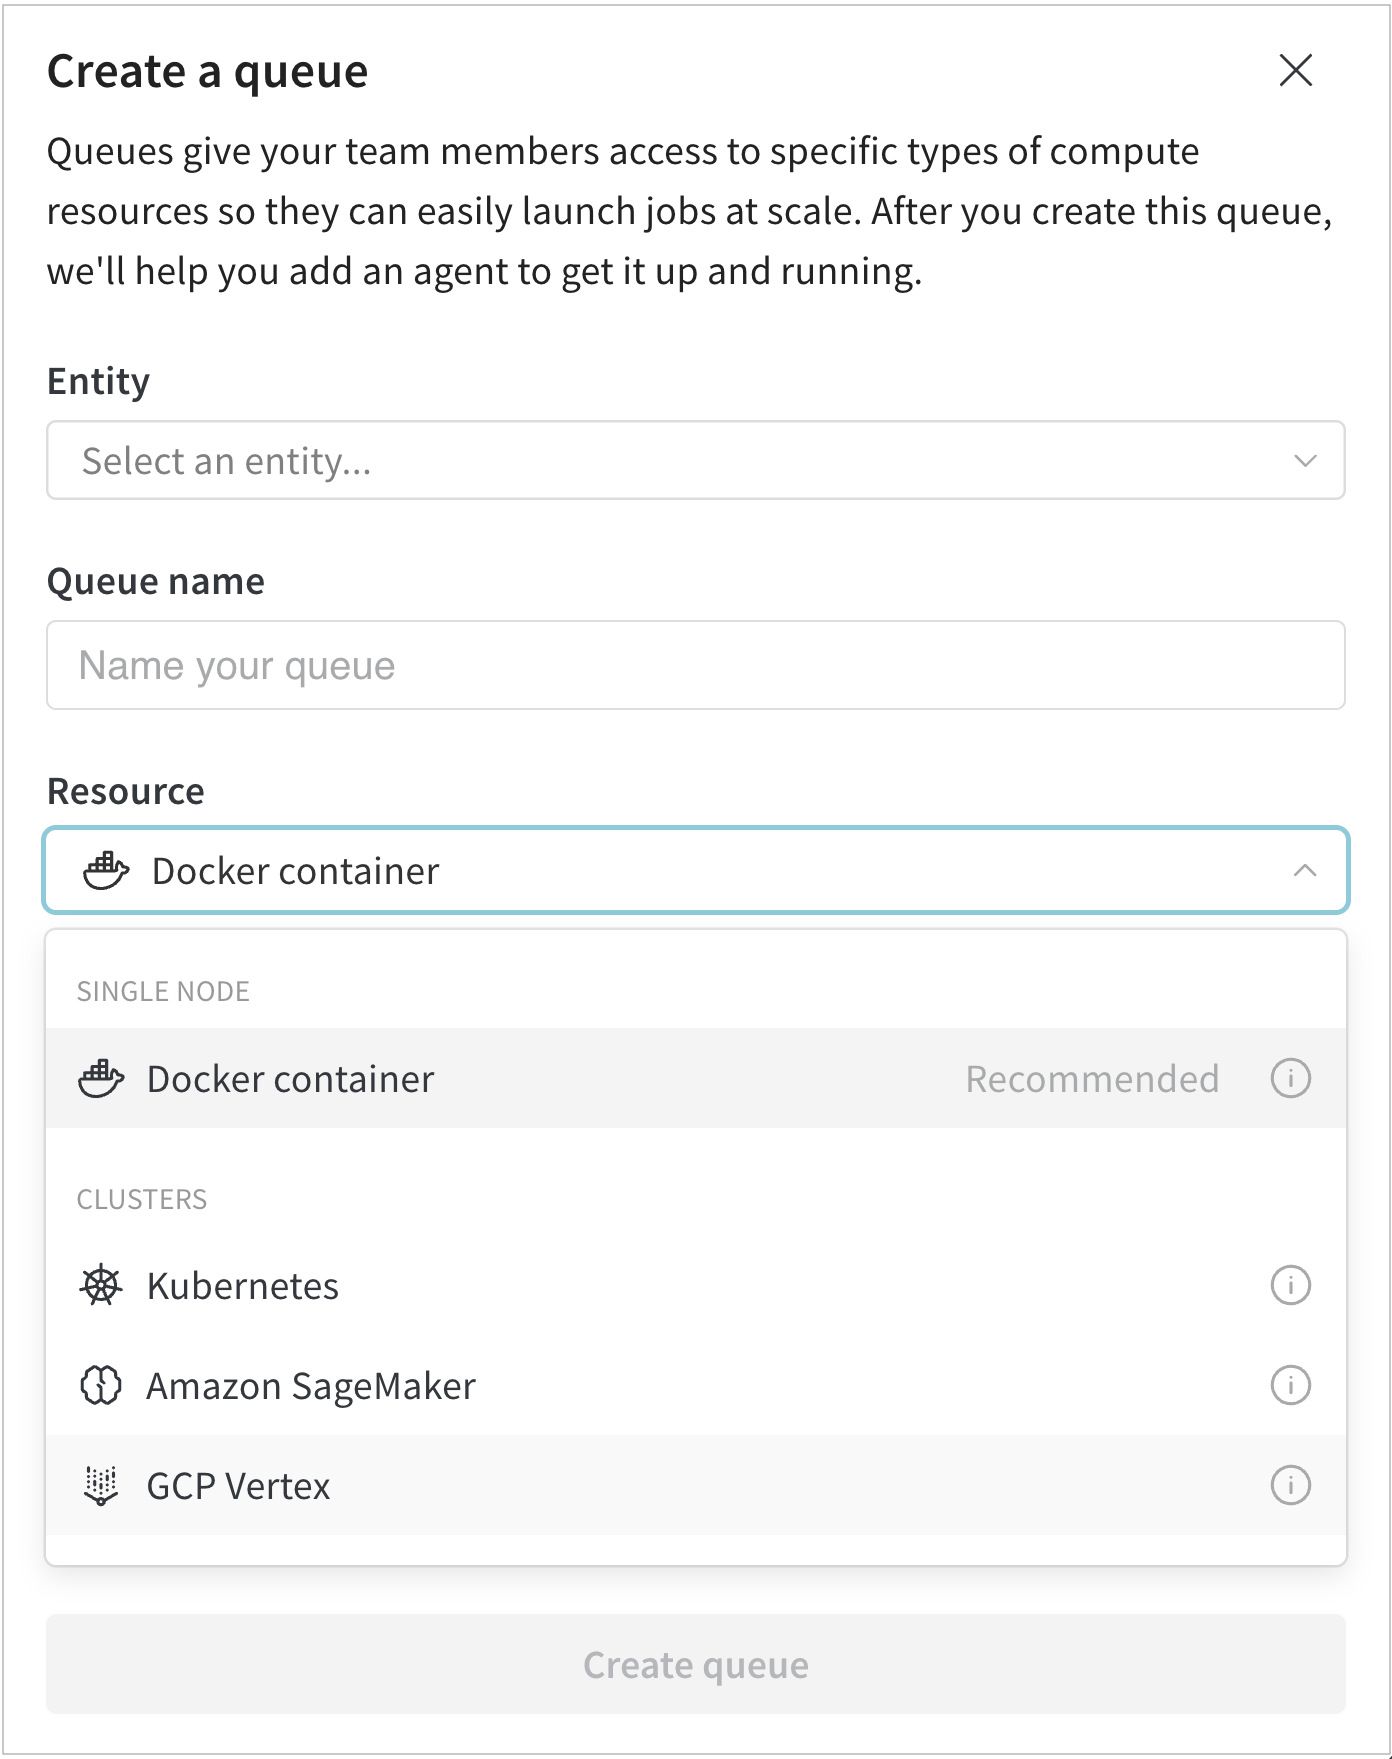 Create a queue
Queues give your team members access to specific types of compute
resources so they can easily launch jobs at scale. After you create this queue,
we'll help you add an agent to get it up and running.
Entity
Select an entity...
Queue name
Name your queue
Resource
Docker container
SINGLE NODE
Docker container Recommended
CLUSTERS
Kubernetes
Amazon SageMaker
GCP Vertex
Create queue